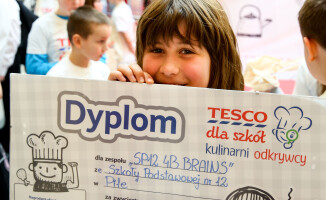 Dyplom
TESCO
dla szkół
kulinarni odkrywcy
dla zespołu „SP12 4B BRAINS"
ze Szkoły Podstawowej nr 12
w Pile